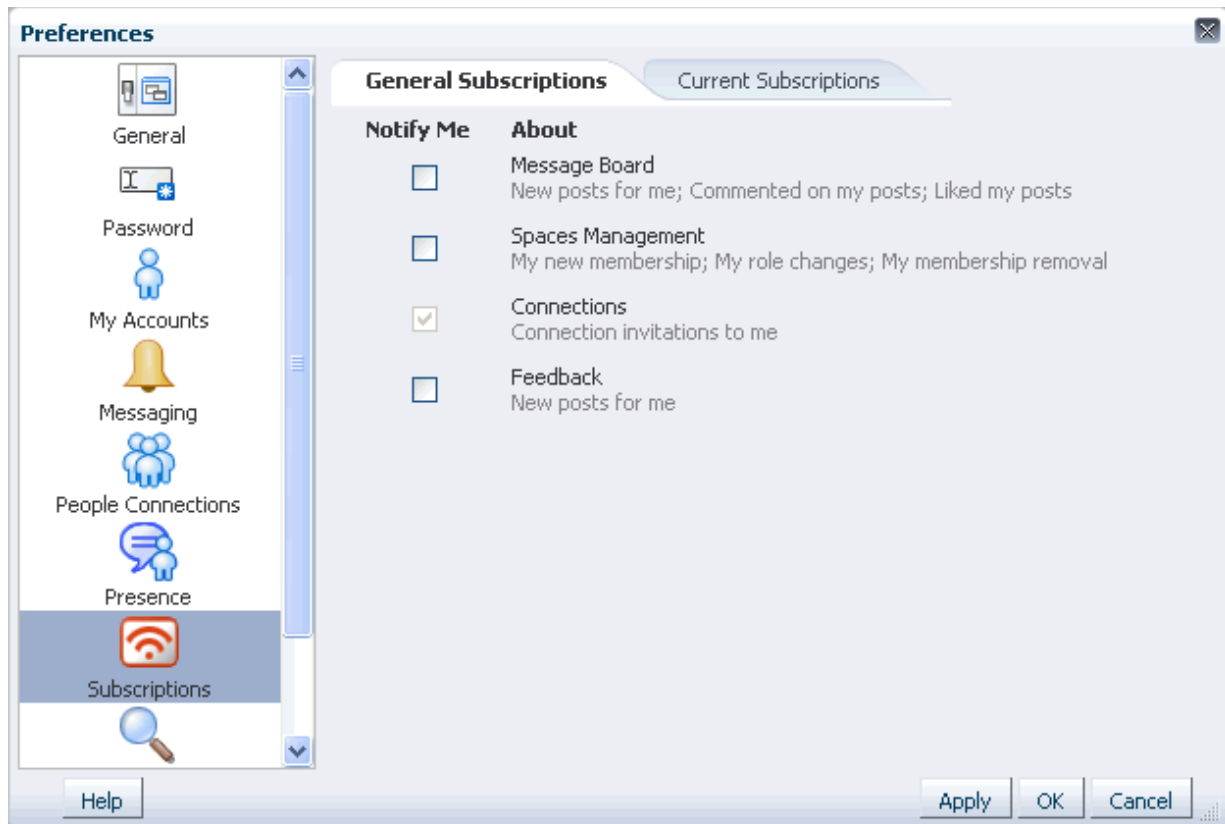 Preferences
General
Password
My Accounts
Messaging
People Connections
Presence
Subscriptions
General Subscriptions
Current Subscriptions
Notify Me About
Message Board
New posts for me; Commented on my posts; Liked my posts
Spaces Management
My new membership; My role changes; My membership removal
Connections
Connection invitations to me
Feedback
New posts for me
Help
Apply
OK
Cancel